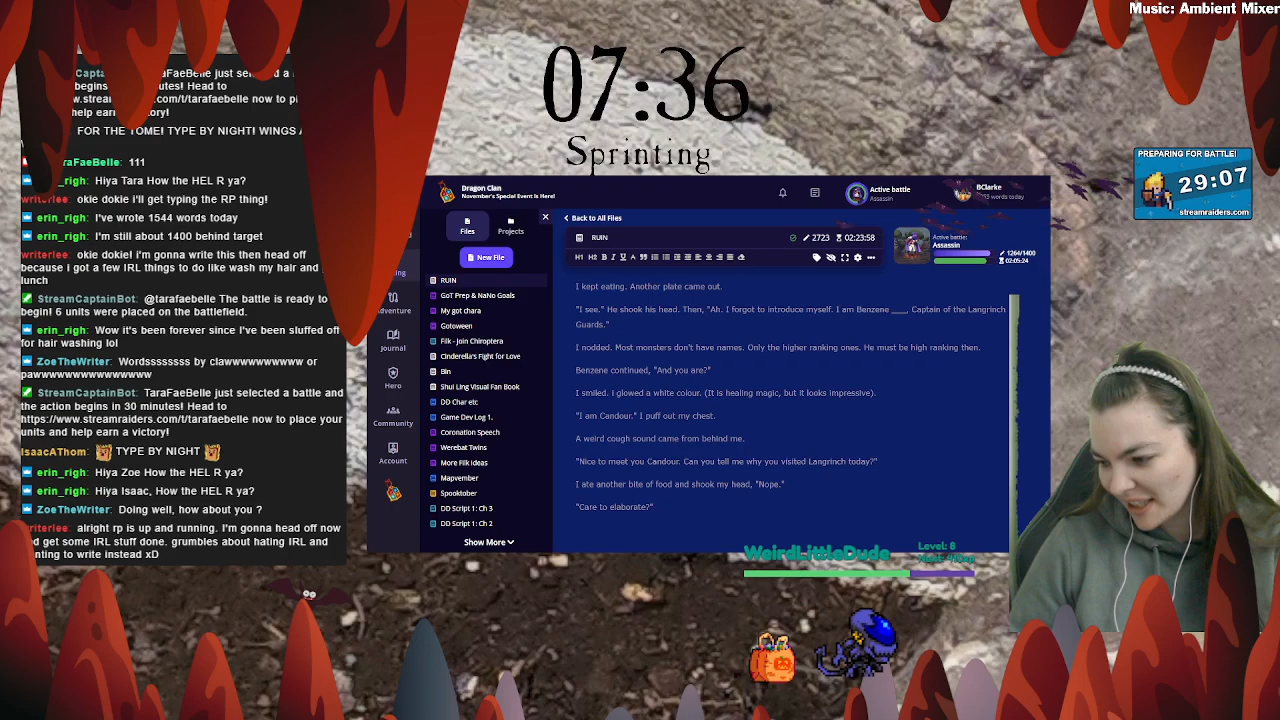 Music: Ambient Mixer
07:36
Sprinting
PREPARING FOR BATTLE!
29:07
streamraiders.com
just selected a
begins
minutes! Head to
now to
help earn a
FOR THE TOME! TYPE BY NIGHT! WINGS
raFaeBelle: 111
erin_righ: Hiya Tara How the HEL R ya?
writerlee: okie dokie I'll get going the RP thing!
erin_righ: I've wrote 1544 words today
erin_righ: I'm still about 1400 behind target
writerlee: okie dokie! i'm gonna write then head off
because i got a few IRL things to do like wash my hair and
lunch
StreamCaptainBot: @tarafaebelle The battle is ready to
begin! 6 units were placed on the battlefield.
erin_righ: Wow it's been forever since I've been sluffed off
for hair washing lol
ZoeTheWriter: Wordsssss by dawwwwwwwwww or
pawwwwwwwwwwwwwww
StreamCaptainBot: TaraFaeBelle just selected a battle and
the action begins in 30 minutes! Head to
https://www.streamraiders.com/t/tarafaebelle now to place your
units and help earn a victory!
IsaacAThom: TYPE BY NIGHT
erin_righ: Hiya Zoe How the HEL R ya?
erin_righ: Hiya Isaac, How the HEL R ya?
ZoeTheWriter: Doing well, how about you ?
writerlee: alright rp is up and running. I'm gonna head off now
and get some IRL stuff done. grumbles about hating IRL and
wanting to write instead xD
Dragon Clan
November's Special Event Is Here!
Active battle
Assassin
BClarke
words today
Journal
Hero
Community
Account
Files
Projects
New File
RUIN
GoT Prep & NaNo Goals
My got chara
Gotoween
Filk - Join Chiroptera
Cinderella's Fight for Love
Bin
Shui Ling Visual Fan Book
DD Char etc
Game Dev Log 1.
Coronation Speech
Werebat Twins
More Filk ideas
Mapvember
Spooktober
DD Script 1: Ch 3
DD Script 1: Ch 2
Show More
Back to All Files
RUIN
2723
02:23:58
H1 H2 B I U A
Active battle:
Assassin
1264/1400
02:05:24
I kept eating. Another plate came out.
"I see." He shook his head. Then, "Ah. I forgot to introduce myself. I am Benzene ___, Captain of the Langrinch
Guards."
I nodded. Most monsters don't have names. Only the higher ranking ones. He must be high ranking then.
Benzene continued, "And you are?"
I smiled. I glowed a white colour. (It is healing magic, but it looks impressive).
"I am Candour." I puff out my chest.
A weird cough sound came from behind me.
"Nice to meet you Candour. Can you tell me why you visited Langrinch today?"
I ate another bite of food and shook my head, "Nope."
"Care to elaborate?"
WeirdLittleDude
Level: 8